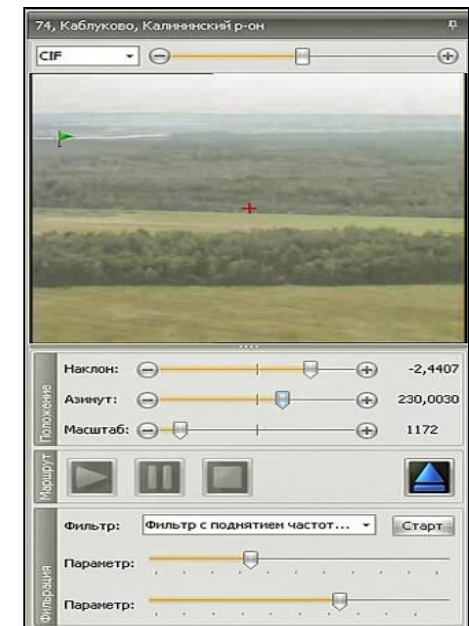 74, Каблуково, Калининский р-он
CIF
Наклон: -2,4407
Азимут: 230,0030
Масштаб: 1172
Положение
Маршрут
Фильтр: Фильтр с поднятием частот... Старт
Параметр:
Параметр:
Фильрация